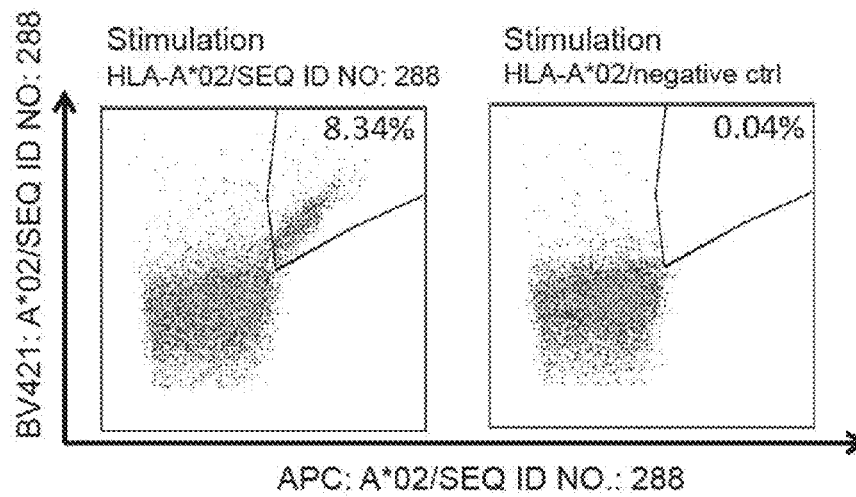 BV421: A*02/SEQ ID NO: 288
Stimulation
HLA-A*02/SEQ ID NO: 288
8.34%
Stimulation
HLA-A*02/negative ctrl
0.04%
APC: A*02/SEQ ID NO.: 288